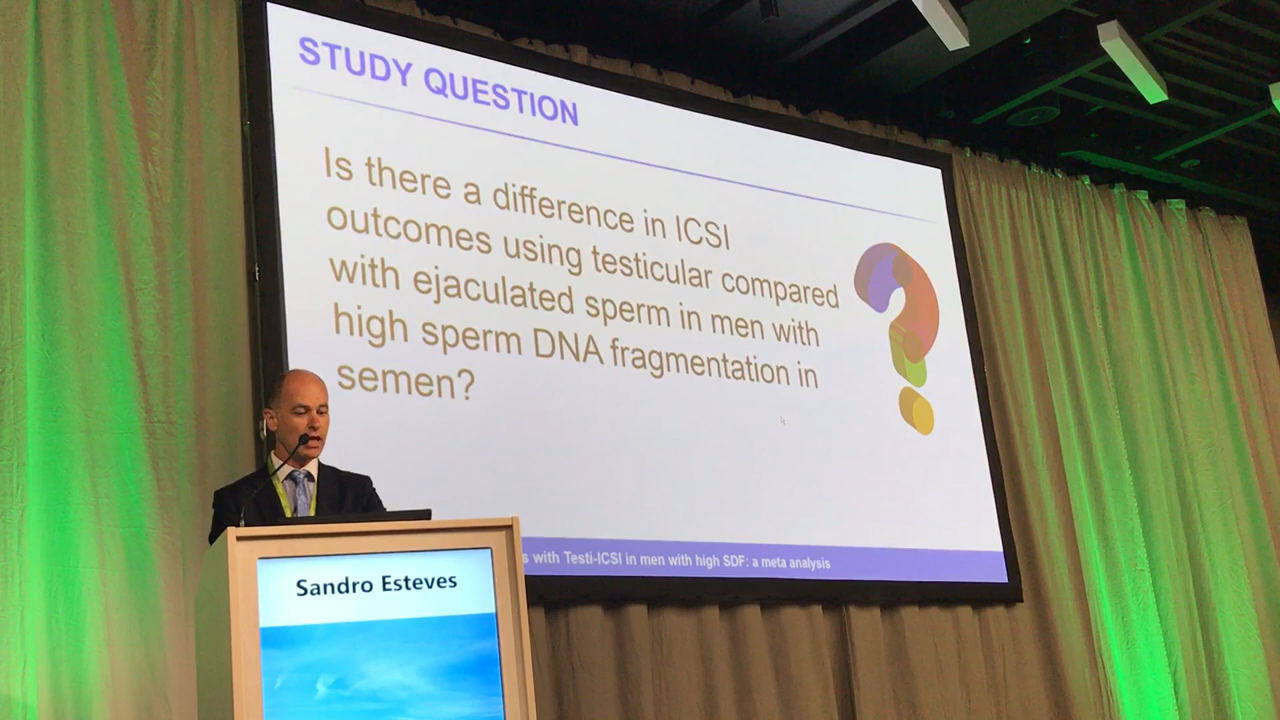 STUDY QUESTION
Is there a difference in ICSI
outcomes using testicular compared
with ejaculated sperm in men with
high sperm DNA fragmentation in
semen?
with Testi-ICSI in men with high SDF: a meta analysis
Sandro Esteves